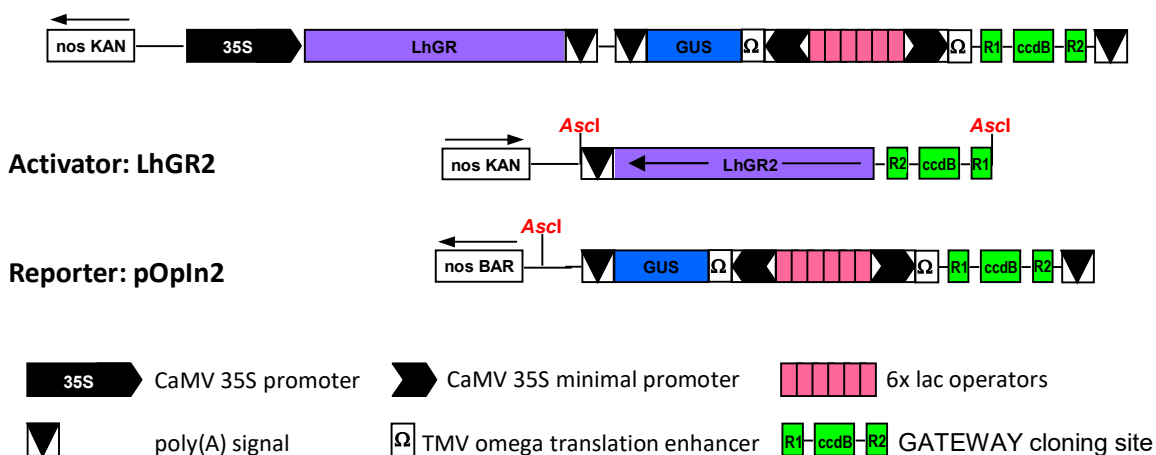 nos KAN 35S LhGR GUS Ω Ω R1 ccdB R2
AscI AscI
Activator: LhGR2 nos KAN LhGR2 R2 ccdB R1
AscI
Reporter: pOpIn2 nos BAR GUS Ω Ω R1 ccdB R2
35S CaMV 35S promoter CaMV 35S minimal promoter 6x lac operators
poly(A) signal Ω TMV omega translation enhancer R1 ccdB R2 GATEWAY cloning site